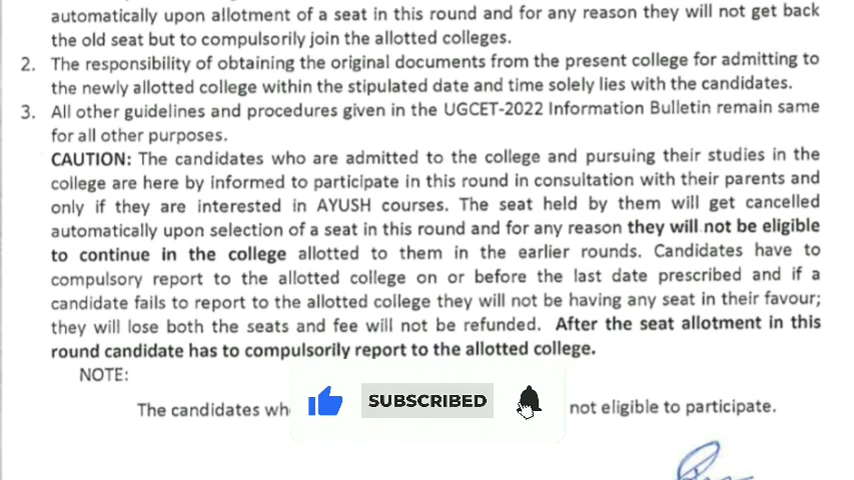 automatically upon allotment of a seat in this round and for any reason they will not get back
the old seat but to compulsorily join the allotted colleges.
2. The responsibility of obtaining the original documents from the present college for admitting to
the newly allotted college within the stipulated date and time solely lies with the candidates.
3. All other guidelines and procedures given in the UGCET-2022 Information Bulletin remain same
for all other purposes.
CAUTION: The candidates who are admitted to the college and pursuing their studies in the
college are here by informed to participate in this round in consultation with their parents and
only if they are interested in AYUSH courses. The seat held by them will get cancelled
automatically upon selection of a seat in this round and for any reason they will not be eligible
to continue in the college allotted to them in the earlier rounds. Candidates have to
compulsory report to the allotted college on or before the last date prescribed and if a
candidate fails to report to the allotted college they will not be having any seat in their favour;
they will lose both the seats and fee will not be refunded. After the seat allotment in this
round candidate has to compulsorily report to the allotted college.
NOTE:
The candidates not eligible to participate.
SUBSCRIBED